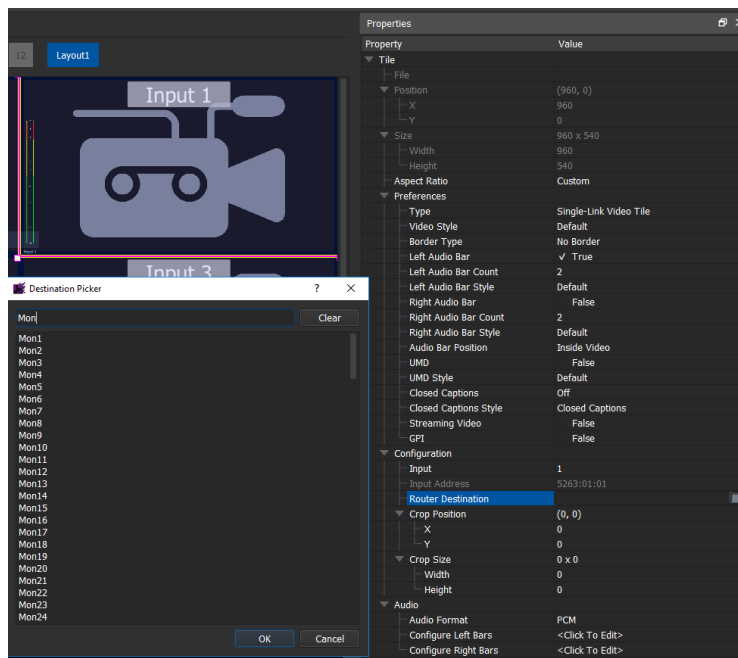 Properties
Property Value
12 Layout1
Tile
File
Position (960, 0)
X 960
Y 0
Size 960 x 540
Width 960
Height 540
Aspect Ratio Custom
Preferences
Type Single-Link Video Tile
Video Style Default
Border Type No Border
Left Audio Bar ✓ True
Left Audio Bar Count 2
Left Audio Bar Style Default
Right Audio Bar False
Right Audio Bar Count 2
Right Audio Bar Style Default
Audio Bar Position Inside Video
UMD False
UMD Style Default
Closed Captions Off
Closed Captions Style Closed Captions
Streaming Video False
GPI False
Configuration
Input 1
Input Address 5263:01:01
Router Destination
Crop Position (0, 0)
X 0
Y 0
Crop Size 0 x 0
Width 0
Height 0
Audio
Audio Format PCM
Configure Left Bars <Click To Edit>
Configure Right Bars <Click To Edit>
Input 1
Input 3
Destination Picker ? ×
Mon Clear
Mon1
Mon2
Mon3
Mon4
Mon5
Mon6
Mon7
Mon8
Mon9
Mon10
Mon11
Mon12
Mon13
Mon14
Mon15
Mon16
Mon17
Mon18
Mon19
Mon20
Mon21
Mon22
Mon23
Mon24
OK Cancel